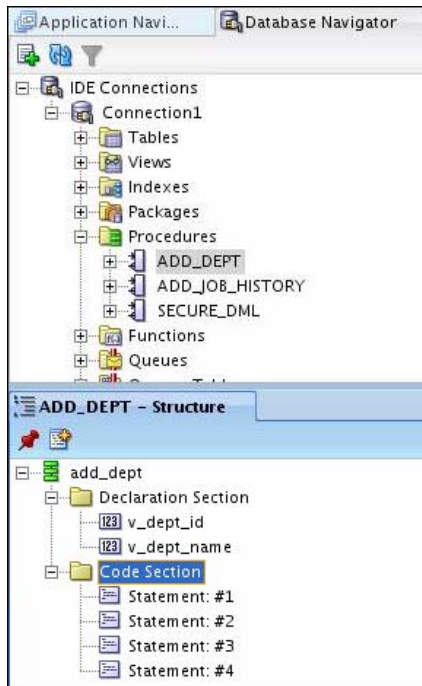 Application Navi... Database Navigator
IDE Connections
Connection1
Tables
Views
Indexes
Packages
Procedures
ADD_DEPT
ADD_JOB_HISTORY
SECURE_DML
Functions
Queues
ADD_DEPT - Structure
add_dept
Declaration Section
v_dept_id
v_dept_name
Code Section
Statement: #1
Statement: #2
Statement: #3
Statement: #4